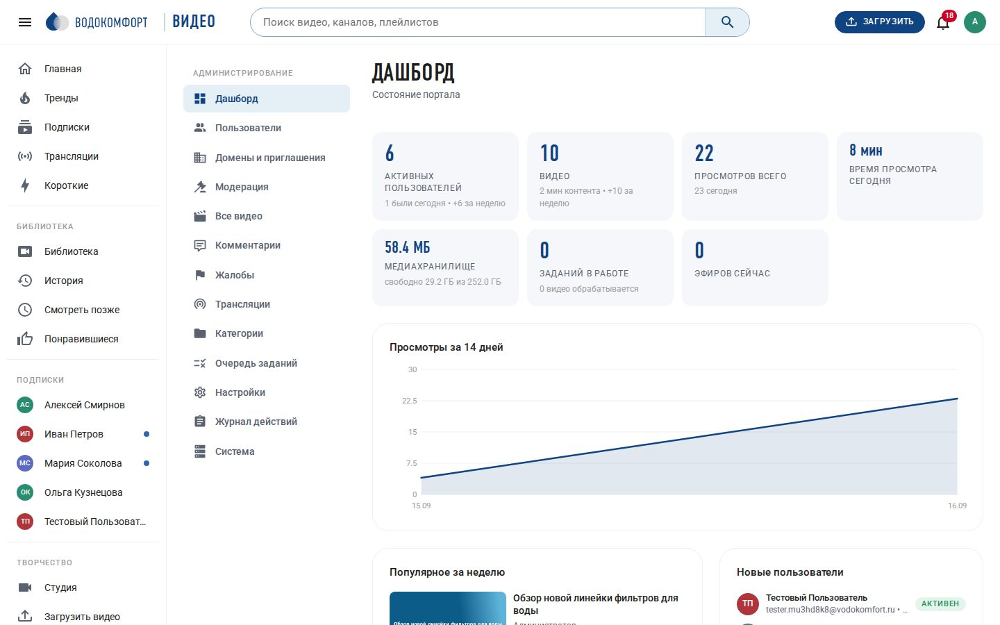 ВОДОКОМФОРТ
ВИДЕО
Поиск видео, каналов, плейлистов
ЗАГРУЗИТЬ
18
А
Главная
Тренды
Подписки
Трансляции
Короткие
БИБЛИОТЕКА
Библиотека
История
Смотреть позже
Понравившиеся
ПОДПИСКИ
АС Алексей Смирнов
ИП Иван Петров
МС Мария Соколова
ОК Ольга Кузнецова
ТП Тестовый Пользоват...
ТВОРЧЕСТВО
Студия
Загрузить видео
АДМИНИСТРИРОВАНИЕ
Дашборд
Пользователи
Домены и приглашения
Модерация
Все видео
Комментарии
Жалобы
Трансляции
Категории
Очередь заданий
Настройки
Журнал действий
Система
ДАШБОРД
Состояние портала
6
АКТИВНЫХ
ПОЛЬЗОВАТЕЛЕЙ
1 были сегодня • +6 за неделю
10
ВИДЕО
2 мин контента • +10 за
неделю
22
ПРОСМОТРОВ ВСЕГО
23 сегодня
8 мин
ВРЕМЯ ПРОСМОТРА
СЕГОДНЯ
58.4 МБ
МЕДИАХРАНИЛИЩЕ
свободно 29.2 ГБ из 252.0 ГБ
0
ЗАДАНИЙ В РАБОТЕ
0 видео обрабатывается
0
ЭФИРОВ СЕЙЧАС
Просмотры за 14 дней
30
22.5
15
7.5
0
15.09
16.09
Популярное за неделю
Обзор новой линейки фильтров для воды
Обзор новой линейки фильтров для
воды
Администратор
Новые пользователи
ТП
Тестовый Пользователь
tester.mu3hd8k8@vodokomfort.ru • ...
АКТИВЕН